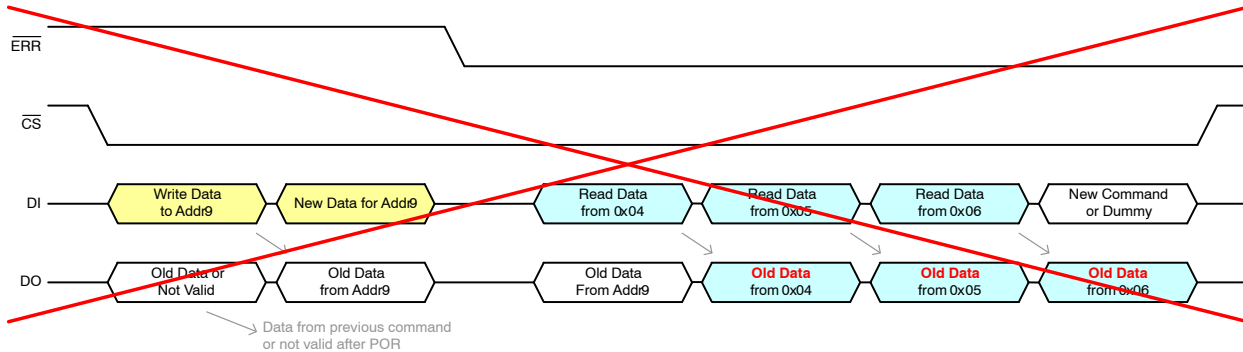 ERR
CS
DI
Write Data
to Addr9
New Data for Addr9
Read Data
from 0x04
Read Data
from 0x05
Read Data
from 0x06
New Command
or Dummy
DO
Old Data or
Not Valid
Old Data
from Addr9
Old Data
From Addr9
Old Data
from 0x04
Old Data
from 0x05
Old Data
from 0x06
Data from previous command
or not valid after POR